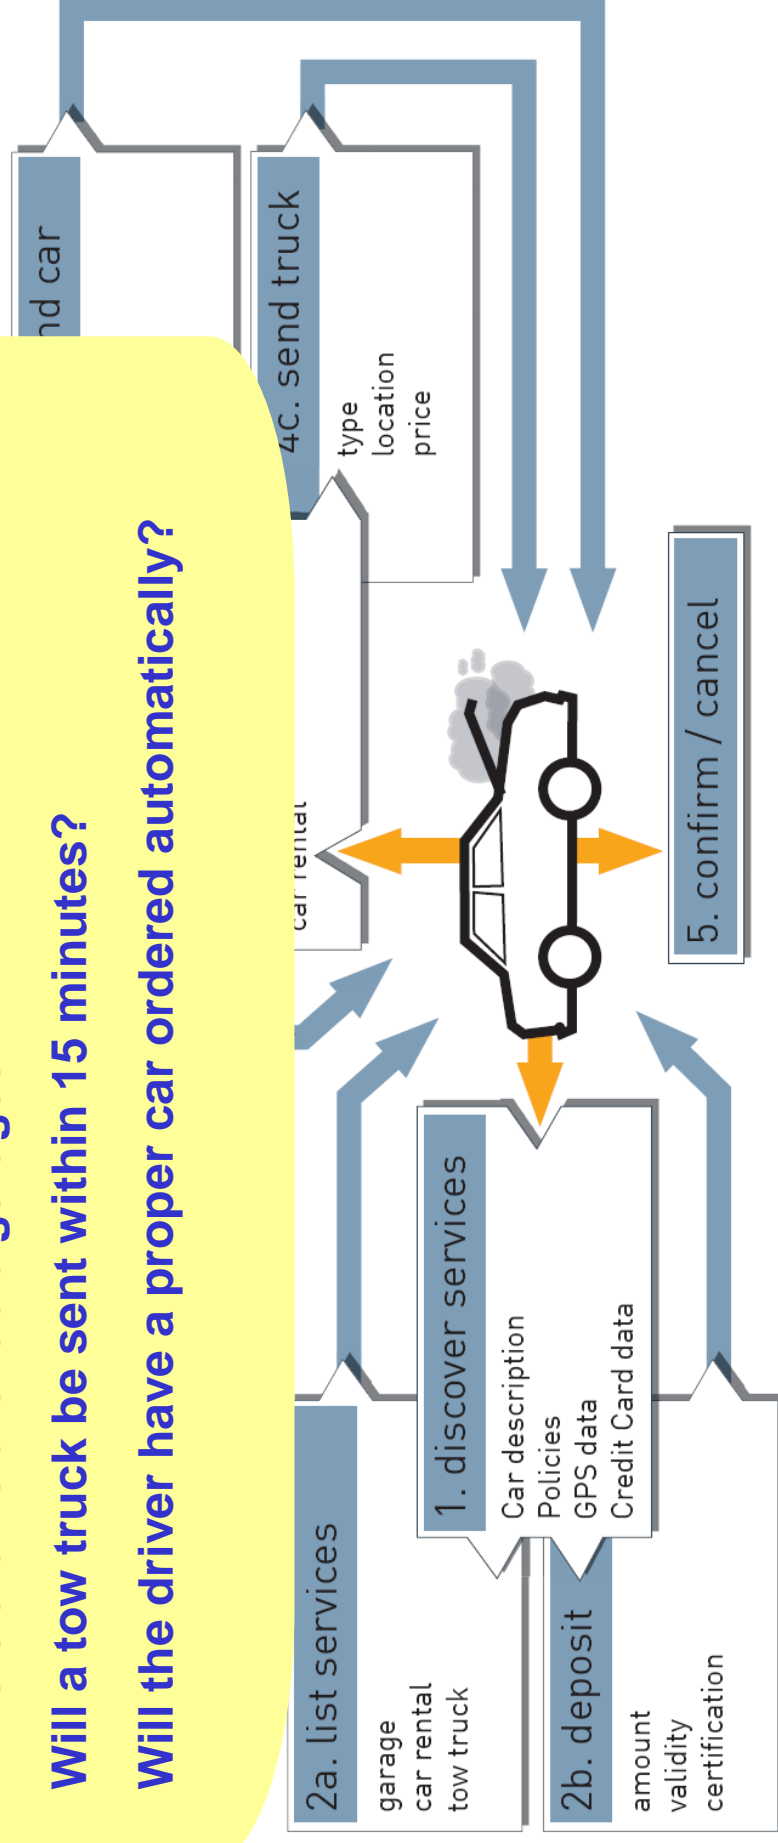 Will a tow truck be sent within 15 minutes?
Will the driver have a proper car ordered automatically?
nd car
4c. send truck
type
location
price
car rental
2a. list services
garage
car rental
tow truck
1. discover services
Car description
Policies
GPS data
Credit Card data
2b. deposit
amount
validity
certification
5. confirm / cancel